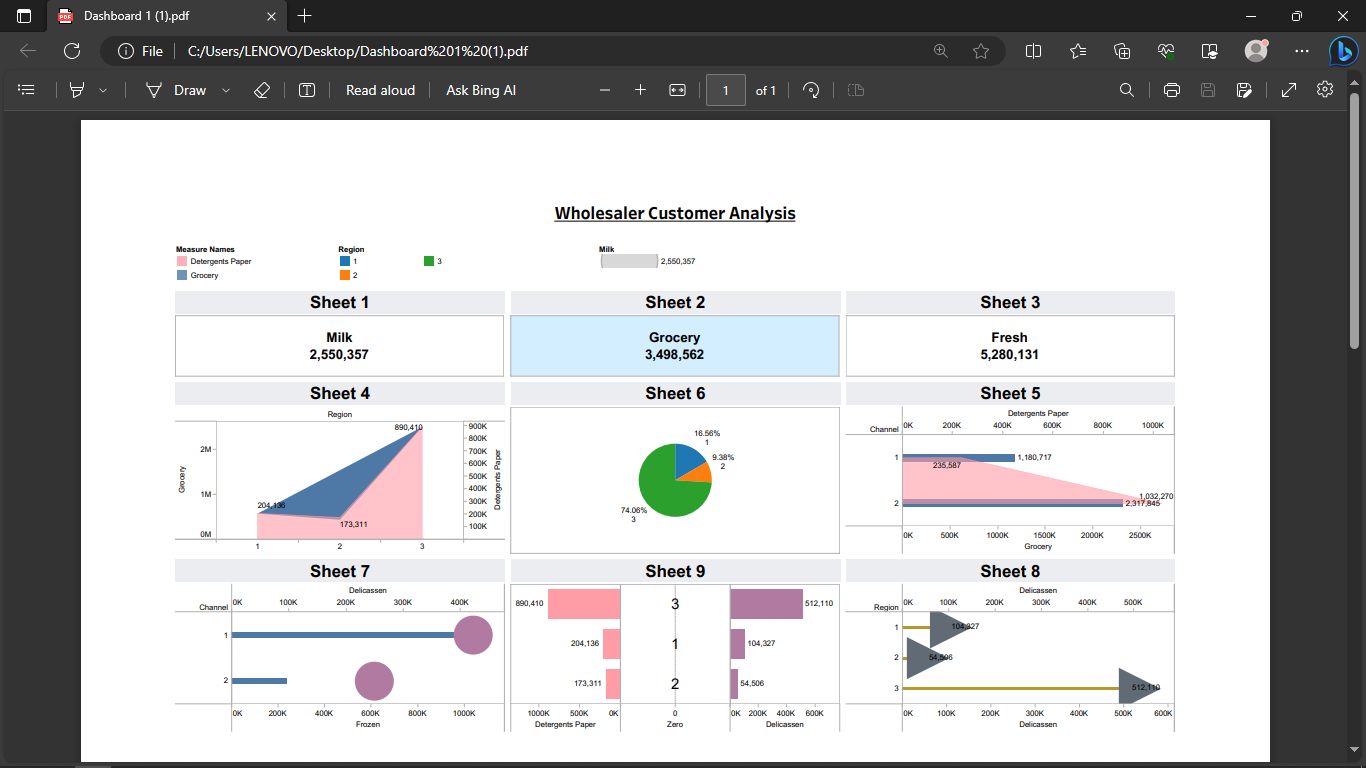 Dashboard 1 (1).pdf
File C:/Users/LENOVO/Desktop/Dashboard%201%20(1).pdf
Draw Read aloud Ask Bing AI 1 of 1
Wholesaler Customer Analysis
Measure Names Region Milk
Detergents Paper 1 3 2,550,357
Grocery 2
Sheet 1 Sheet 2 Sheet 3
Milk Grocery Fresh
2,550,357 3,498,562 5,280,131
Sheet 4 Sheet 6 Sheet 5
Region
890,410
2M
1M
0M
Grocery
204,136
173,311
900K
800K
700K
600K
500K
400K
300K
200K
100K
Detergents Paper
1 2 3
16.56%
1
9.38%
2
74.06%
3
Detergents Paper
Channel 0K 200K 400K 600K 800K 1000K
1 1,180,717
235,587
1,032,270
2 2,317,845
0K 500K 1000K 1500K 2000K 2500K
Grocery
Sheet 7 Sheet 9 Sheet 8
Delicassen
Channel 0K 100K 200K 300K 400K
1
2
0K 200K 400K 600K 800K 1000K
Frozen
890,410 3 512,110
204,136 1 104,327
173,311 2 54,506
1000K 500K 0K 0 0K 200K 400K 600K
Detergents Paper Zero Delicassen
Delicassen
Region 0K 100K 200K 300K 400K 500K
1 104,327
2 54,506
3 512,110
0K 100K 200K 300K 400K 500K 600K
Delicassen